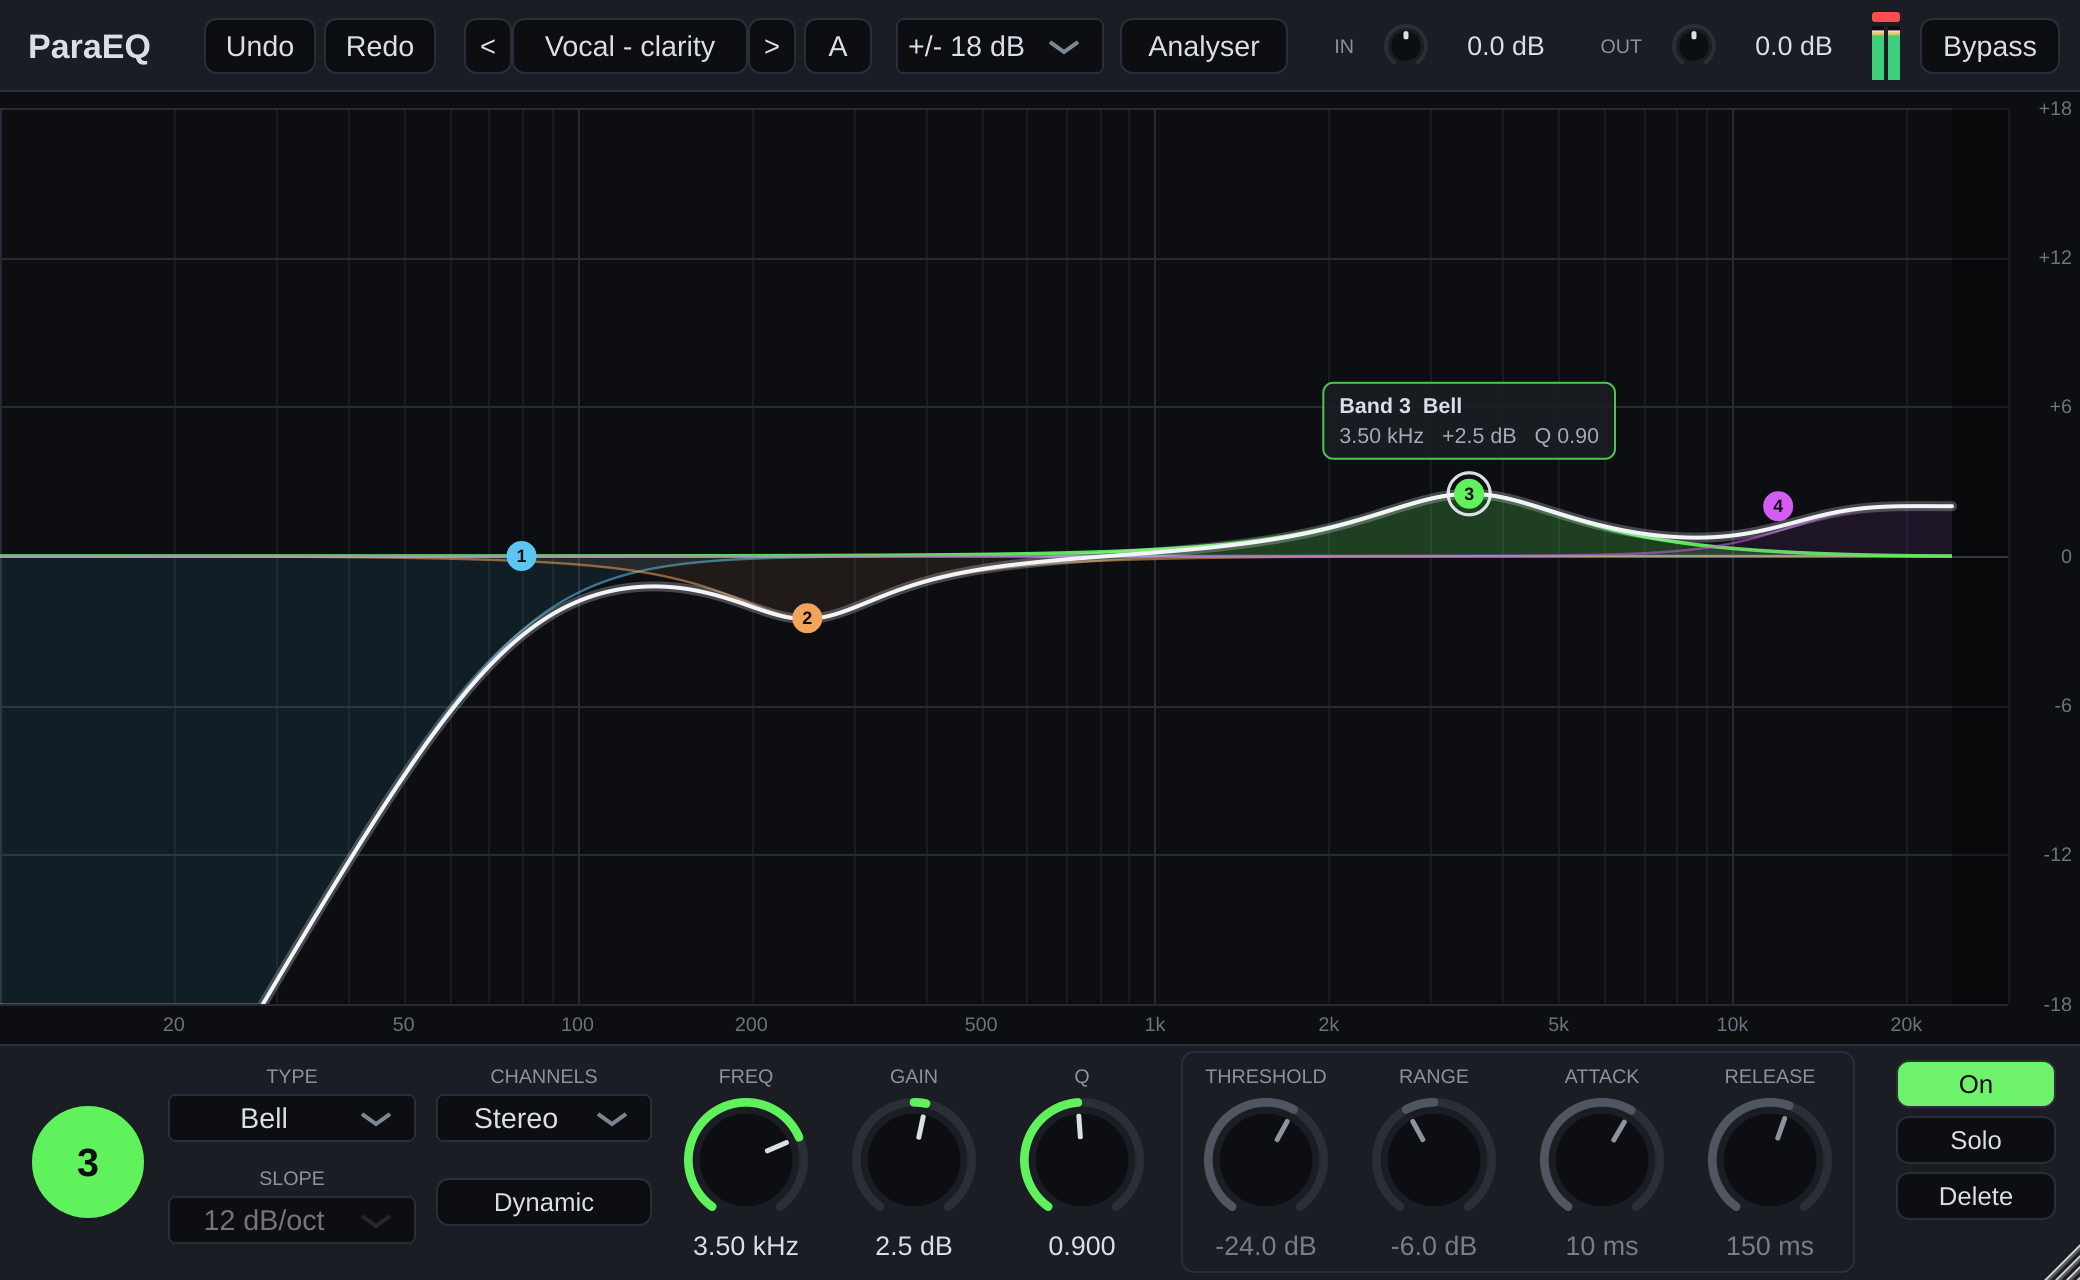 ParaEQ Undo Redo < Vocal - clarity > A +/- 18 dB Analyser IN 0.0 dB OUT 0.0 dB Bypass
+18
+12
+6
0
-6
-12
-18
Band 3 Bell
3.50 kHz +2.5 dB Q 0.90
1
2
3
4
20 50 100 200 500 1k 2k 5k 10k 20k
3
TYPE
Bell
SLOPE
12 dB/oct
CHANNELS
Stereo
Dynamic
FREQ GAIN Q THRESHOLD RANGE ATTACK RELEASE
3.50 kHz 2.5 dB 0.900 -24.0 dB -6.0 dB 10 ms 150 ms
On
Solo
Delete